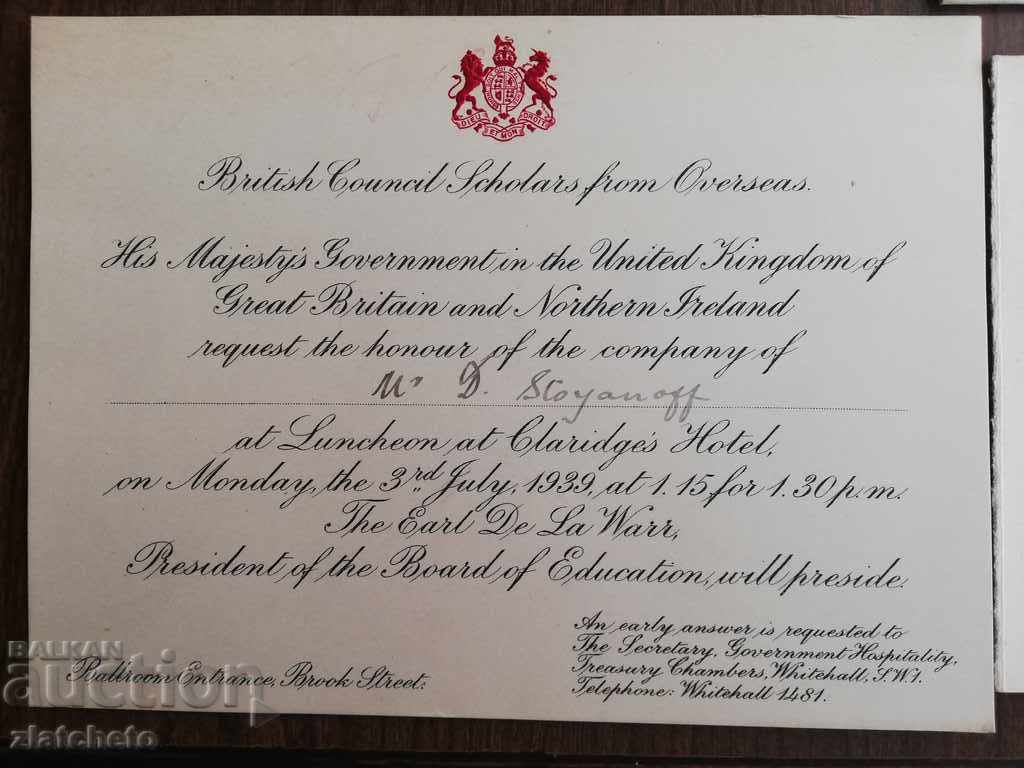 DIEU ET MON DROIT
British Council Scholars from Overseas.
His Majesty's Government in the United Kingdom of
Great Britain and Northern Ireland
request the honour of the company of
Mr D. Stoyanoff
at Luncheon at Claridge's Hotel,
on Monday, the 3rd July, 1939, at 1.15, for 1.30 p.m.
The Earl De La Warr,
President of the Board of Education, will preside.
An early answer is requested to
The Secretary, Government Hospitality,
Treasury Chambers, Whitehall, S.W.1.
Telephone: Whitehall 1481.
Ballroom Entrance, Brook Street.
BALKAN
auction
zlatcheto